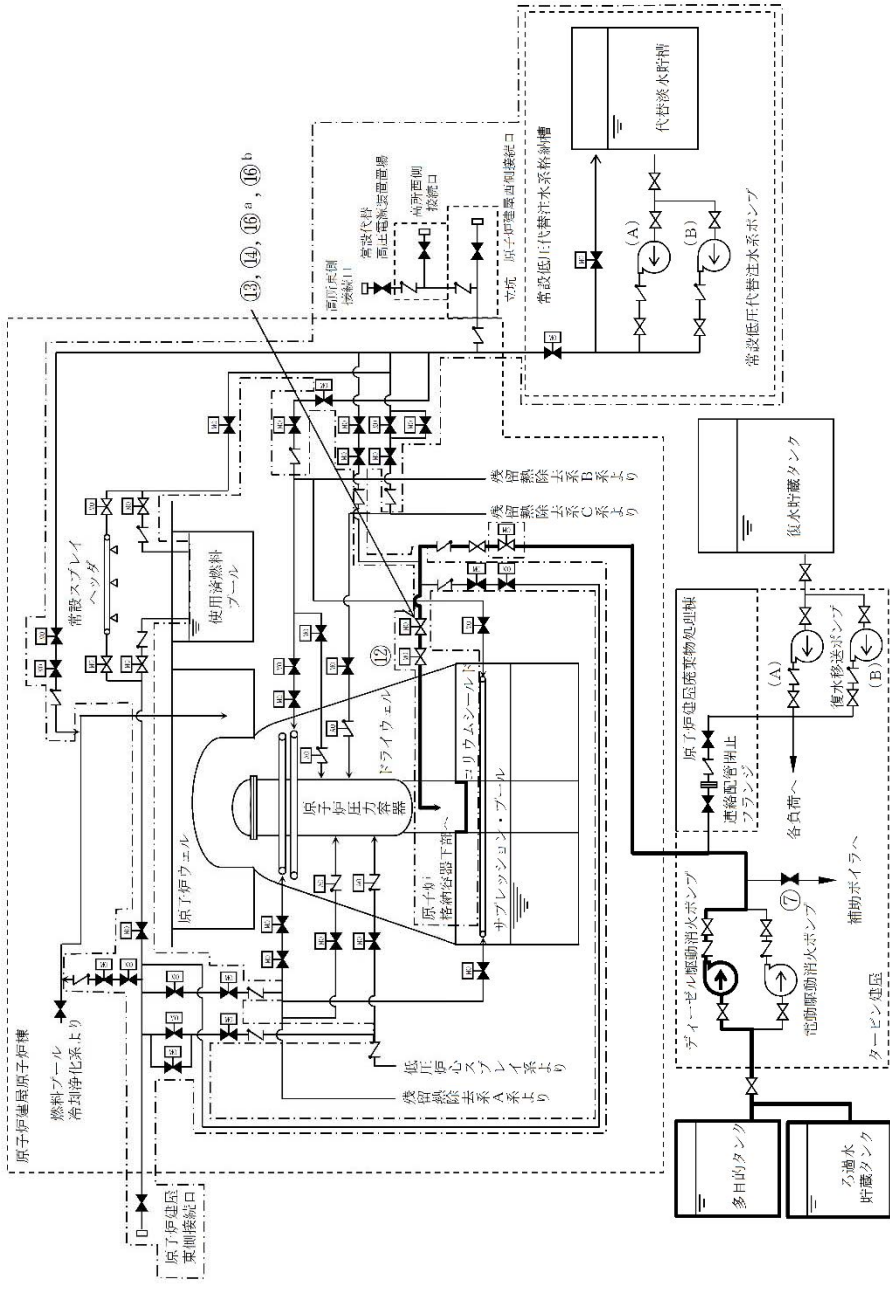 原子炉建屋原子炉棟
燃料プール
冷却浄化系より
原子炉建屋
東側接続口
原子炉ウェル
常設スプレイ
ヘッダ
使用済燃料
プール
ドライウェル
原子炉圧力容器
原子炉
格納容器下部へ
コリウムシールド
サプレッション・プール
残留熱除去系A系より
低圧炉心スプレイ系より
残留熱除去系B系より
残留熱除去系C系より
⑫
⑬,⑭,⑯a,⑯b
高所東側
接続口
常設代替
高圧電源装置置場
高所西側
接続口
立坑
原子炉建屋西側接続口
常設低圧代替注水系格納槽
代替淡水貯槽
(A)
(B)
常設低圧代替注水系ポンプ
多目的タンク
ろ過水
貯蔵タンク
ディーゼル駆動消火ポンプ
電動駆動消火ポンプ
タービン建屋
⑦
補助ボイラへ
原子炉建屋廃棄物処理棟
連絡配管閉止
フランジ
各負荷へ
(A)
復水移送ポンプ
(B)
復水貯蔵タンク